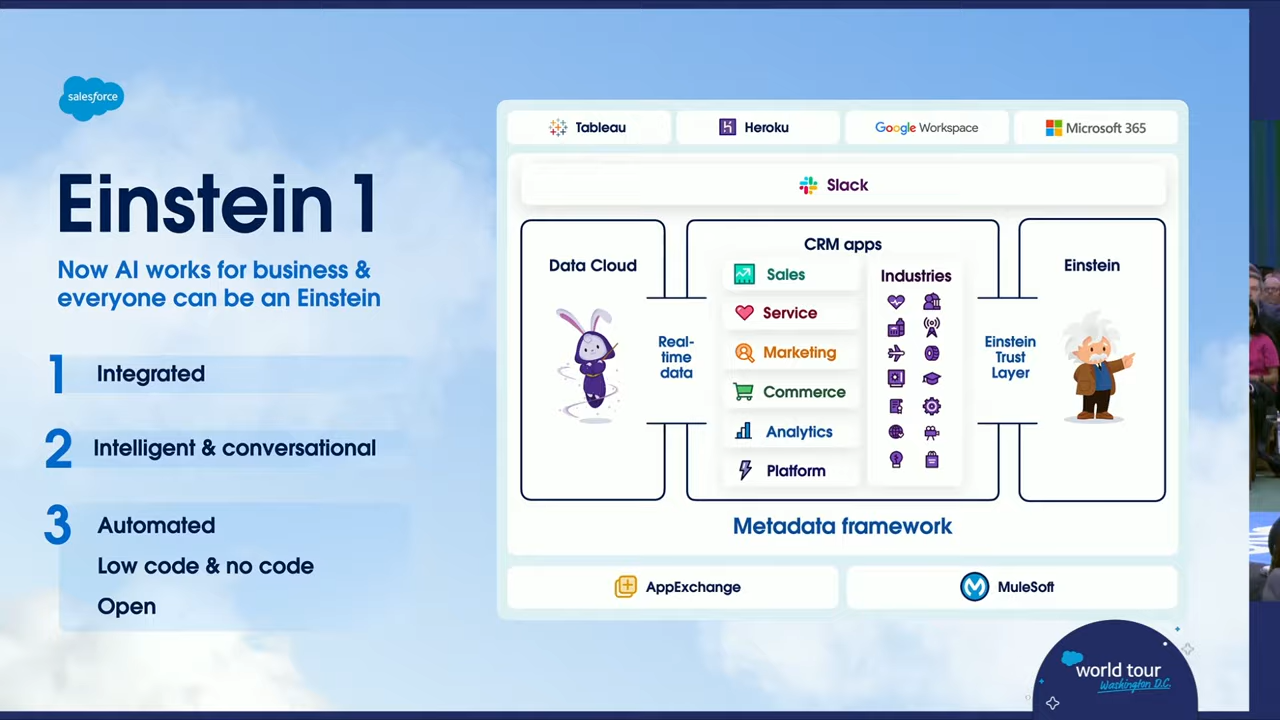 salesforce
Einstein 1
Now AI works for business &
everyone can be an Einstein
1 Integrated
2 Intelligent & conversational
3 Automated
Low code & no code
Open
Tableau
Heroku
Google Workspace
Microsoft 365
Slack
Data Cloud
Real-
time
data
CRM apps
Sales
Service
Marketing
Commerce
Analytics
Platform
Industries
Einstein
Trust
Layer
Einstein
Metadata framework
AppExchange
MuleSoft
world tour
Washington D.C.